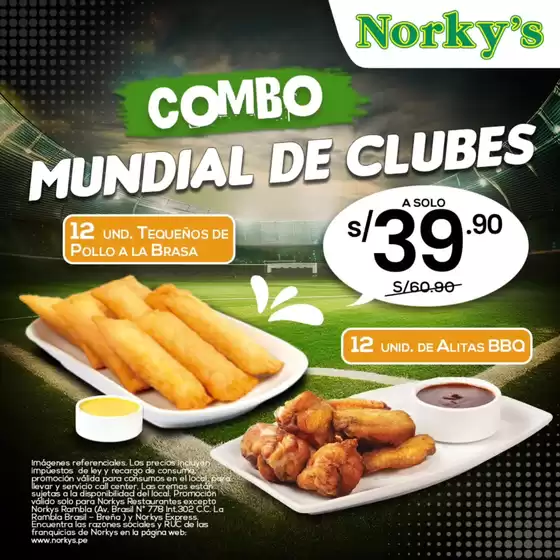 Norky's
COMBO
MUNDIAL DE CLUBES
12 UND. TEQUEÑOS DE
POLLO A LA BRASA
A SOLO
S/39.90
S/60.90
12 UNID. DE ALITAS BBQ
Imágenes referenciales. Los precios incluyen
impuestos de ley y recargo de consumo,
promoción válida para consumos en el local, para
llevar y servicio call center. Las cremas están
sujetas a la disponibilidad del local. Promoción
válido solo para Norkys Restaurantes excepto
Norkys Rambla (Av. Brasil N° 778 Int.302 C.C. La
Rambla Brasil - Breña ) y Norkys Express.
Encuentra las razones sociales y RUC de las
franquicias de Norkys en la página web:
www.norkys.pe